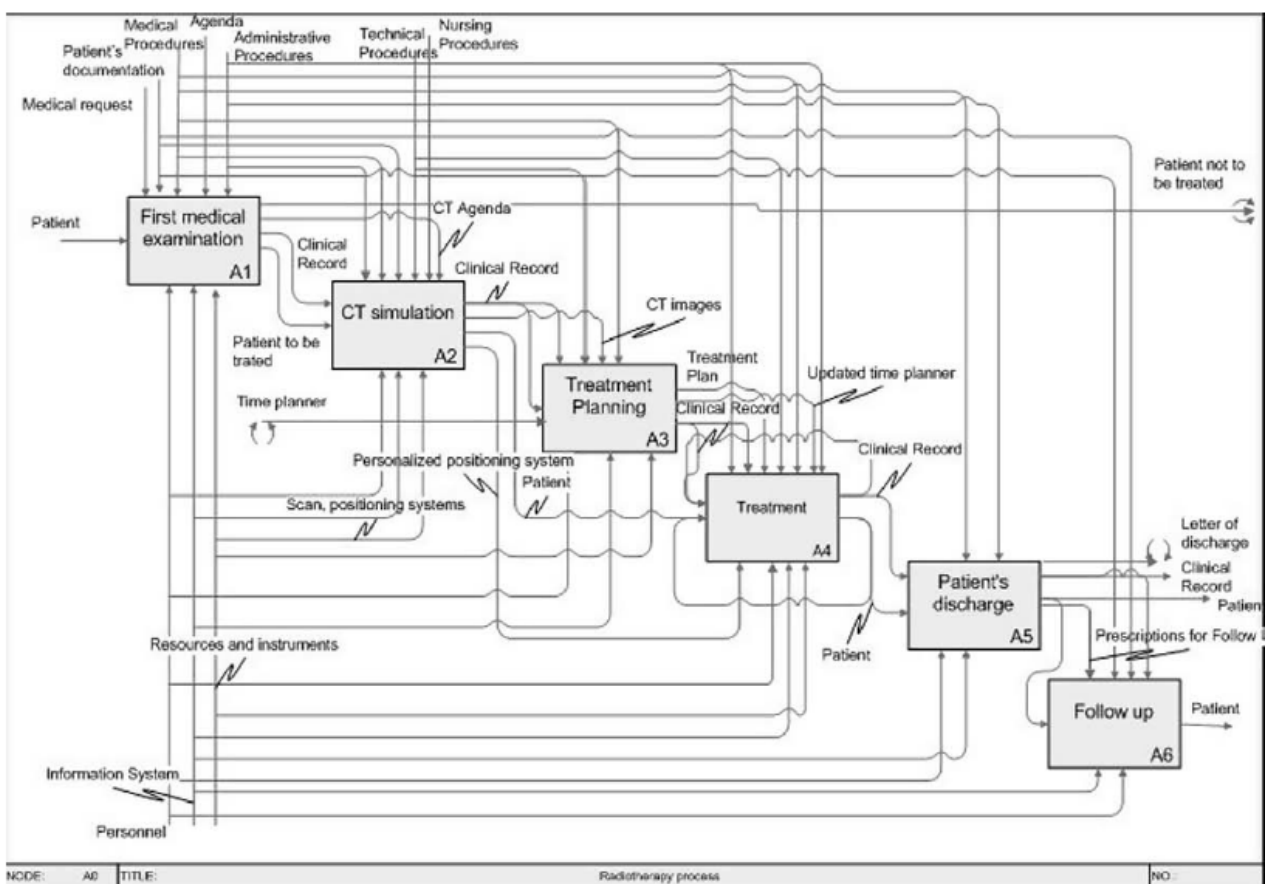 Medical
Procedures
Agenda
Administrative
Procedures
Technical
Procedures
Nursing
Procedures
Patient's
documentation
Medical request
Patient not to
be treated
Patient
First medical
examination
A1
CT Agenda
Clinical
Record
Clinical Record
CT simulation
A2
CT images
Patient to be
trated
Treatment
Plan
Updated time planner
Treatment
Planning
A3
Time planner
Clinical Record
Clinical Record
Personalized positioning system
Patient
Scan, positioning systems
Treatment
A4
Letter of
discharge
Clinical
Record
Patient
Patient's
discharge
A5
Resources and instruments
Patient
Prescriptions for Follow
Follow up
A6
Patient
Information System
Personnel
NODE: A0 TITLE: Radiotherapy process NO.: